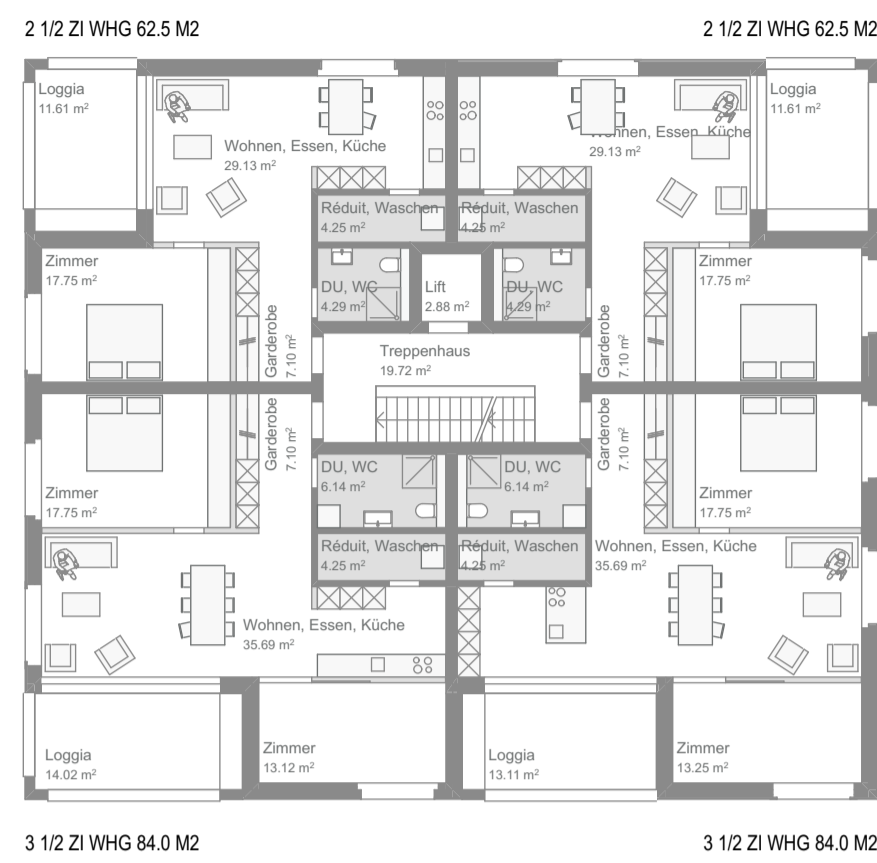 2 1/2 ZI WHG 62.5 M2
2 1/2 ZI WHG 62.5 M2
Loggia
11.61 m²
Wohnen, Essen, Küche
29.13 m²
Wohnen, Essen, Küche
29.13 m²
Loggia
11.61 m²
Réduit, Waschen
4.25 m²
Réduit, Waschen
4.25 m²
Zimmer
17.75 m²
Garderobe
7.10 m²
DU, WC
4.29 m²
Lift
2.88 m²
DU, WC
4.29 m²
Garderobe
7.10 m²
Zimmer
17.75 m²
Treppenhaus
19.72 m²
Zimmer
17.75 m²
Garderobe
7.10 m²
DU, WC
6.14 m²
DU, WC
6.14 m²
Garderobe
7.10 m²
Zimmer
17.75 m²
Réduit, Waschen
4.25 m²
Réduit, Waschen
4.25 m²
Wohnen, Essen, Küche
35.69 m²
Wohnen, Essen, Küche
35.69 m²
Loggia
14.02 m²
Zimmer
13.12 m²
Loggia
13.11 m²
Zimmer
13.25 m²
3 1/2 ZI WHG 84.0 M2
3 1/2 ZI WHG 84.0 M2